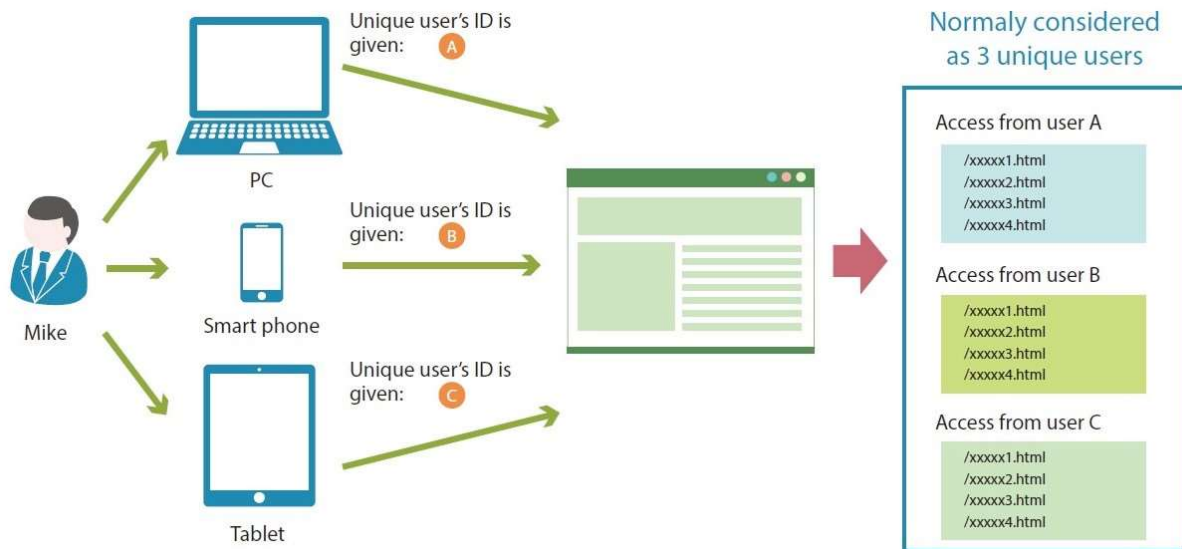 Unique user's ID is
given: A
PC
Unique user's ID is
given: B
Mike
Smart phone
Unique user's ID is
given: C
Tablet
Normaly considered
as 3 unique users
Access from user A
/xxxxx1.html
/xxxxx2.html
/xxxxx3.html
/xxxxx4.html
Access from user B
/xxxxx1.html
/xxxxx2.html
/xxxxx3.html
/xxxxx4.html
Access from user C
/xxxxx1.html
/xxxxx2.html
/xxxxx3.html
/xxxxx4.html